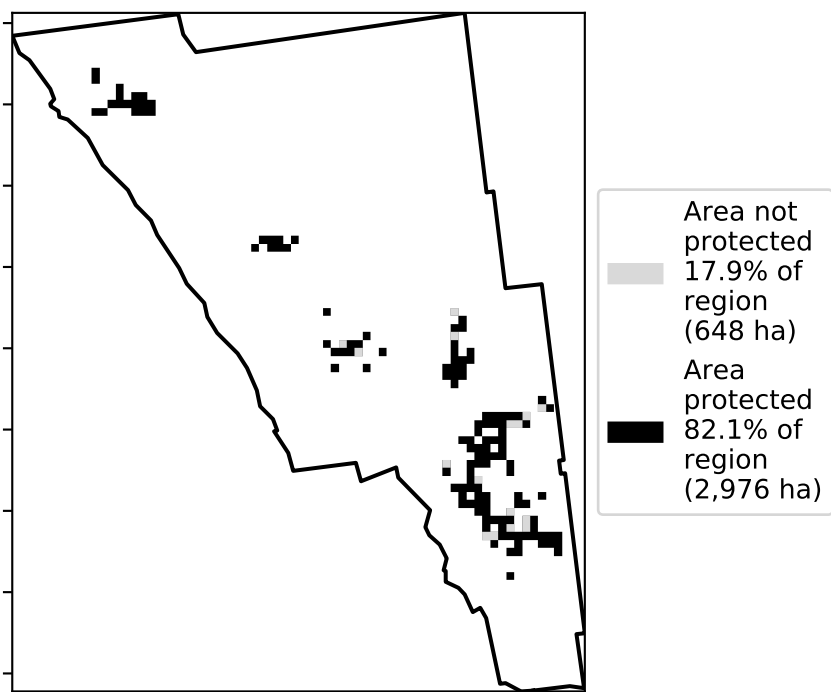 Area not
protected
17.9% of
region
(648 ha)
Area
protected
82.1% of
region
(2,976 ha)